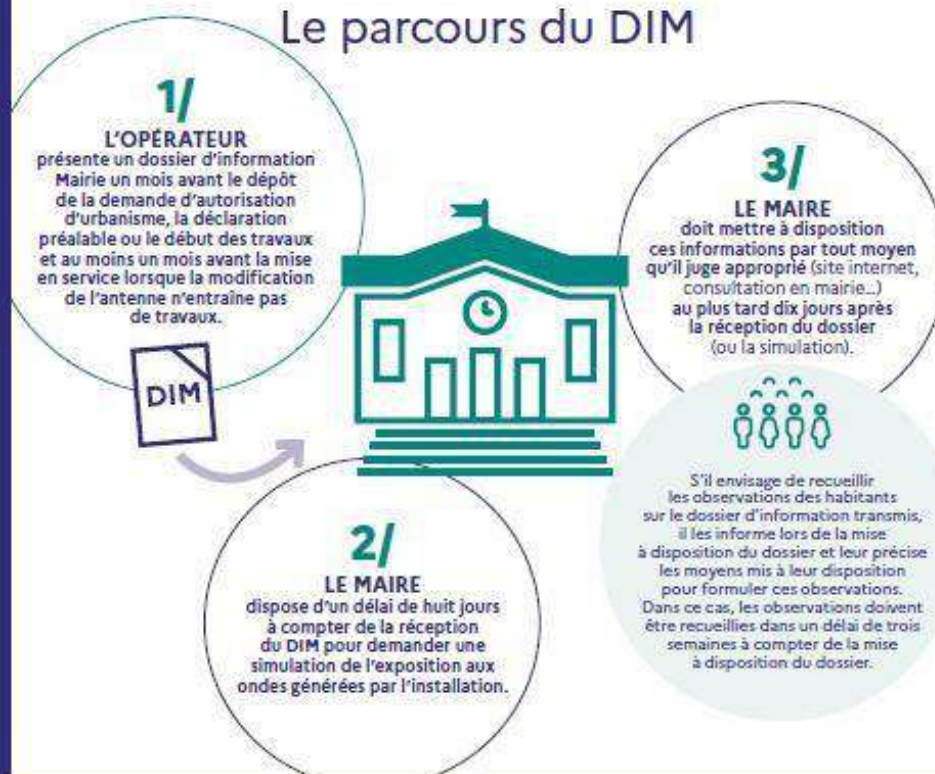 Le parcours du DIM
1/
L'OPÉRATEUR
présente un dossier d'information
Mairie un mois avant le dépôt
de la demande d'autorisation
d'urbanisme, la déclaration
préalable ou le début des travaux
et au moins un mois avant la mise
en service lorsque la modification
de l'antenne n'entraîne pas
de travaux.
DIM
2/
LE MAIRE
dispose d'un délai de huit jours
à compter de la réception
du DIM pour demander une
simulation de l'exposition aux
ondes générées par l'installation.
3/
LE MAIRE
doit mettre à disposition
ces informations par tout moyen
qu'il juge approprié (site internet,
consultation en mairie...)
au plus tard dix jours après
la réception du dossier
(ou la simulation).
S'il envisage de recueillir
les observations des habitants
sur le dossier d'information transmis,
il les informe lors de la mise
à disposition du dossier et leur précise
les moyens mis à leur disposition
pour formuler ces observations.
Dans ce cas, les observations doivent
être recueillies dans un délai de trois
semaines à compter de la mise
à disposition du dossier.